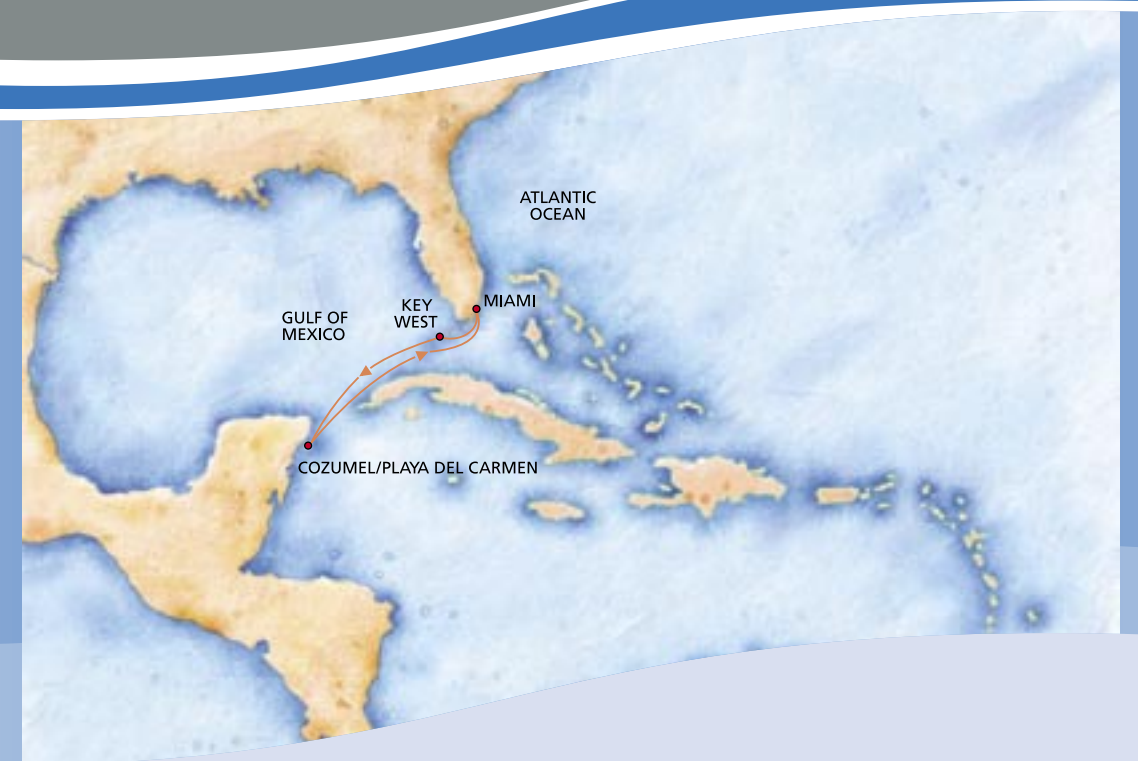 ATLANTIC
OCEAN
MIAMI
KEY
WEST
GULF OF
MEXICO
COZUMEL/PLAYA DEL CARMEN